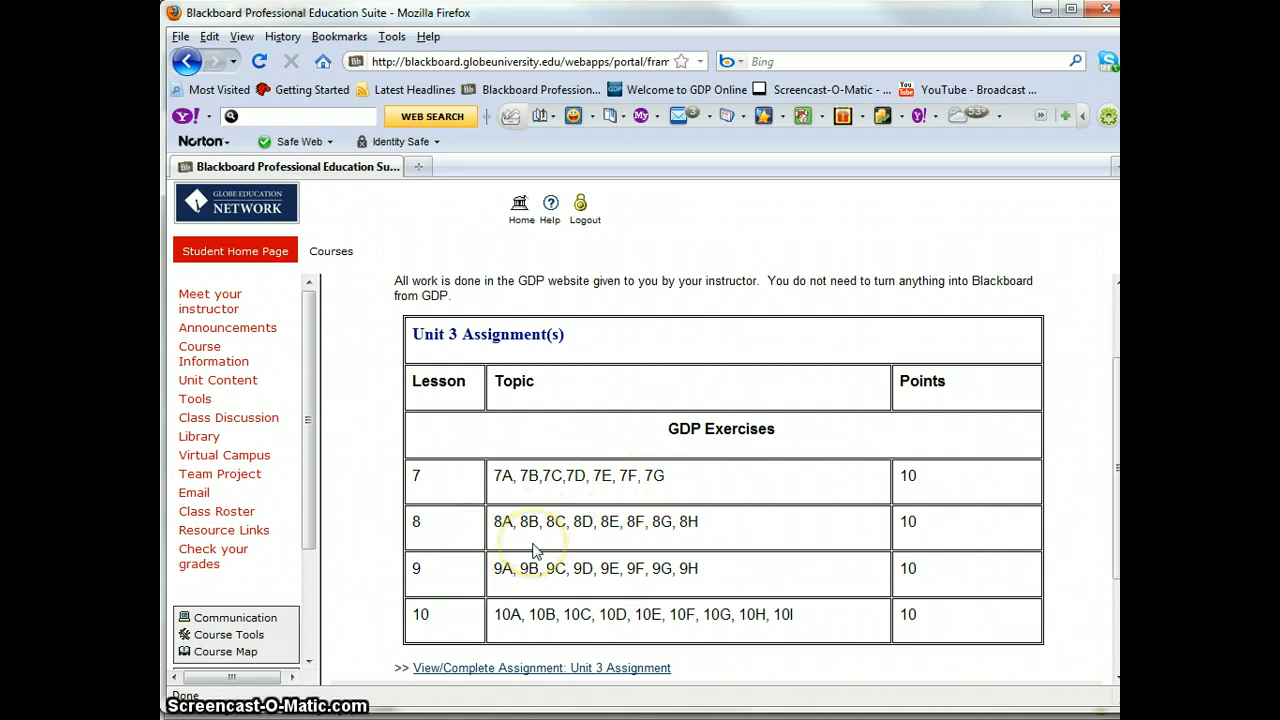 Blackboard Professional Education Suite - Mozilla Firefox
File Edit View History Bookmarks Tools Help
http://blackboard.globeuniversity.edu/webapps/portal/fram
Bing
Most Visited Getting Started Latest Headlines Blackboard Profession... Welcome to GDP Online Screencast-O-Matic - ... YouTube - Broadcast ...
Y! WEB SEARCH My 3 53°
Norton Safe Web Identity Safe
Blackboard Professional Education Su...
GLOBE EDUCATION
NETWORK
Home Help Logout
Student Home Page Courses
Meet your
instructor
Announcements
Course
Information
Unit Content
Tools
Class Discussion
Library
Virtual Campus
Team Project
Email
Class Roster
Resource Links
Check your
grades
Communication
Course Tools
Course Map
All work is done in the GDP website given to you by your instructor. You do not need to turn anything into Blackboard
from GDP.
Unit 3 Assignment(s)
Lesson Topic Points
GDP Exercises
7 7A, 7B,7C,7D, 7E, 7F, 7G 10
8 8A, 8B, 8C, 8D, 8E, 8F, 8G, 8H 10
9 9A, 9B, 9C, 9D, 9E, 9F, 9G, 9H 10
10 10A, 10B, 10C, 10D, 10E, 10F, 10G, 10H, 10I 10
>> View/Complete Assignment: Unit 3 Assignment
Done
Screencast-O-Matic.com